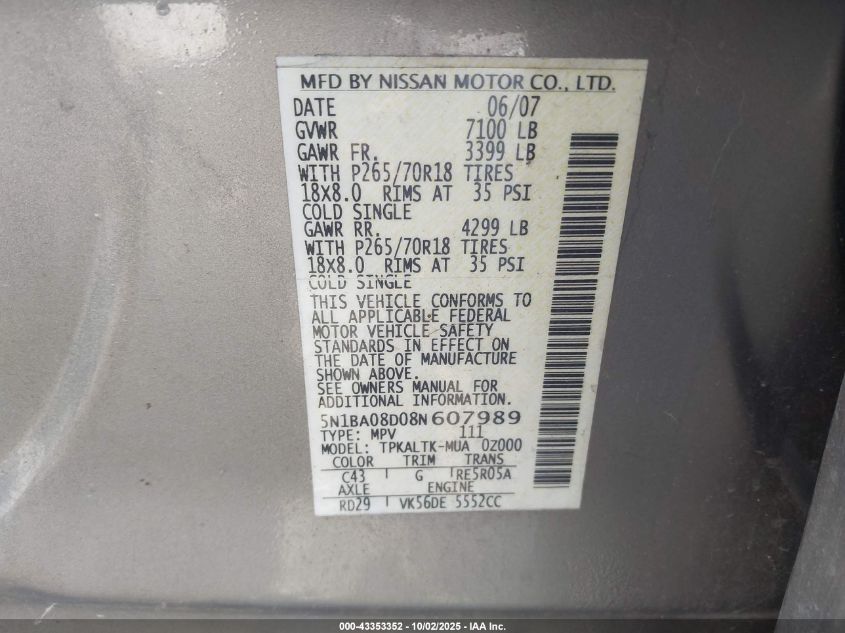 MFD BY NISSAN MOTOR CO., LTD.
DATE 06/07
GVWR 7100 LB
GAWR FR. 3399 LB
WITH P265/70R18 TIRES
18X8.0 RIMS AT 35 PSI
COLD SINGLE
GAWR RR. 4299 LB
WITH P265/70R18 TIRES
18X8.0 RIMS AT 35 PSI
COLD SINGLE
THIS VEHICLE CONFORMS TO
ALL APPLICABLE FEDERAL
MOTOR VEHICLE SAFETY
STANDARDS IN EFFECT ON
THE DATE OF MANUFACTURE
SHOWN ABOVE.
SEE OWNERS MANUAL FOR
ADDITIONAL INFORMATION.
5N1BA08D08N607989
TYPE: MPV 111
MODEL: TPKALTK-MUA 0Z000
COLOR TRIM TRANS
C43 G RE5R05A
AXLE ENGINE
RD29 VK56DE 5552CC
000-43353352 - 10/02/2025 - IAA Inc.